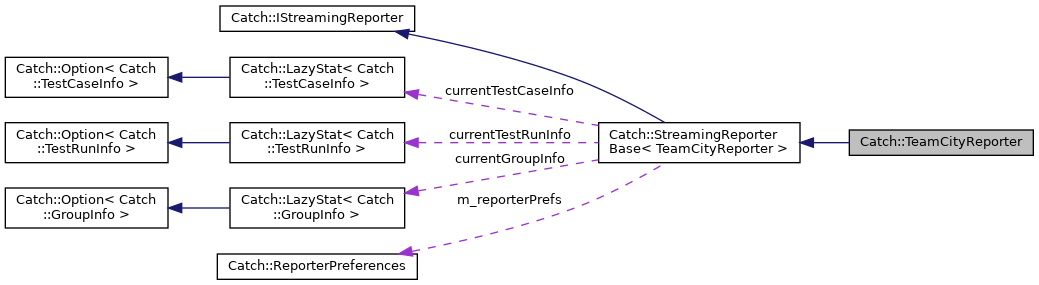 Catch::IStreamingReporter
Catch::Option< Catch
::TestCaseInfo >
Catch::LazyStat< Catch
::TestCaseInfo >
currentTestCaseInfo
Catch::Option< Catch
::TestRunInfo >
Catch::LazyStat< Catch
::TestRunInfo >
currentTestRunInfo
Catch::StreamingReporter
Base< TeamCityReporter >
Catch::TeamCityReporter
currentGroupInfo
Catch::Option< Catch
::GroupInfo >
Catch::LazyStat< Catch
::GroupInfo >
m_reporterPrefs
Catch::ReporterPreferences